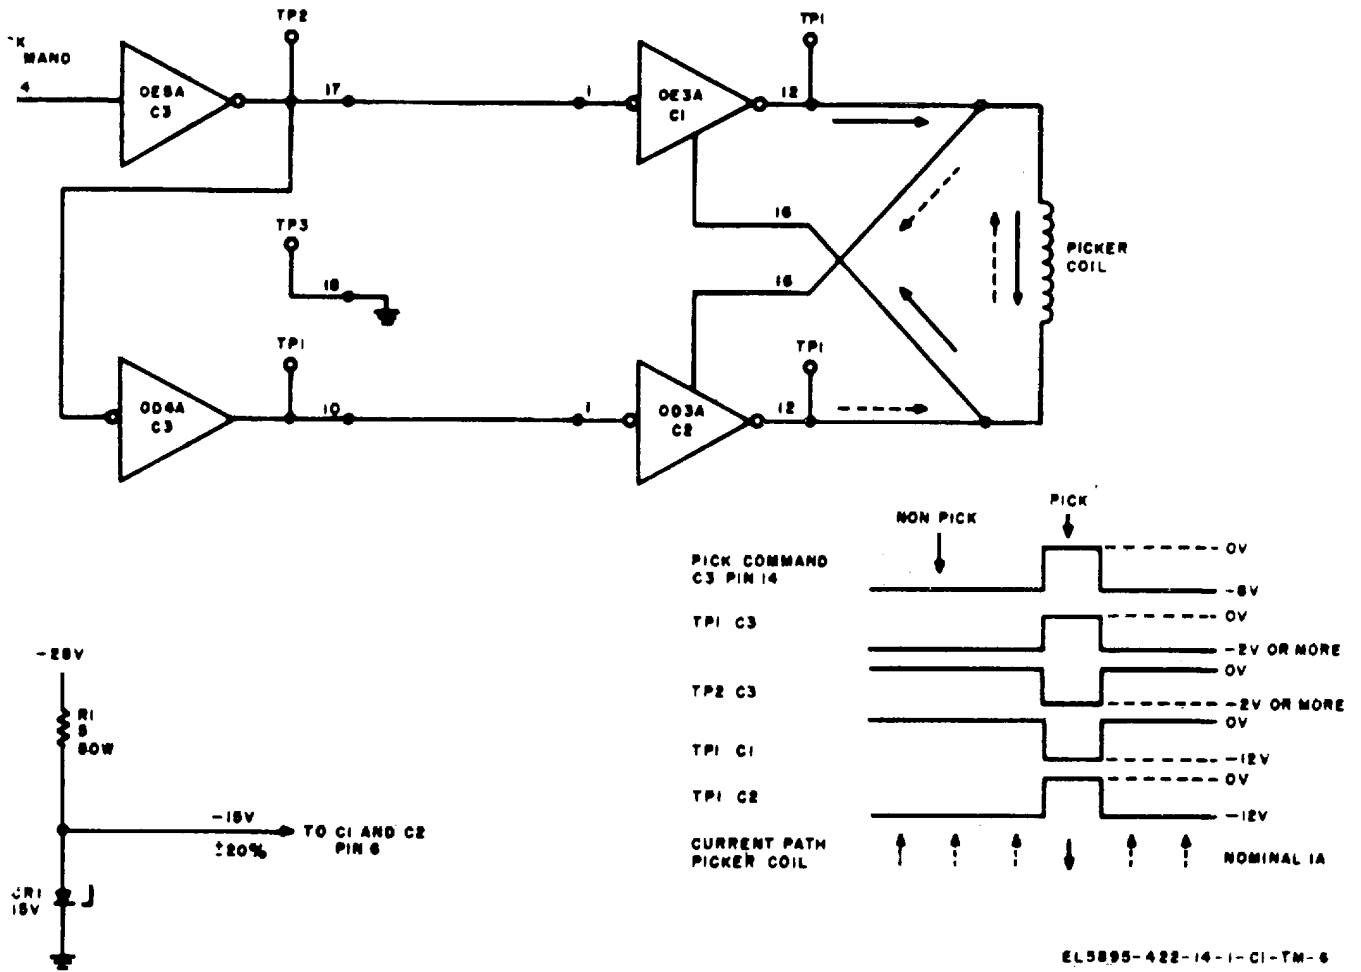 TP2
TP1
MAND
4
OE5A
C3
17
1
OE3A
C1
12
16
TP3
18
16
PICKER
COIL
TP1
TP1
OD4A
C3
10
1
OD3A
C2
12
NON PICK
PICK
PICK COMMAND
C3 PIN 14
0V
-6V
TP1 C3
0V
-2V OR MORE
TP2 C3
0V
-2V OR MORE
TP1 C1
0V
-12V
TP1 C2
0V
-12V
CURRENT PATH
PICKER COIL
NOMINAL 1A
-28V
R1
5
50W
-15V
±20%
TO C1 AND C2
PIN 6
CR1
15V
EL5895-422-14-1-C1-TM-6